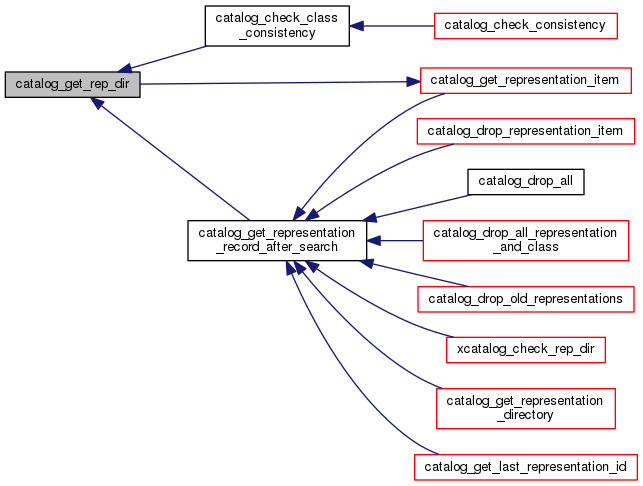 catalog_check_class
_consistency
catalog_check_consistency
catalog_get_rep_dir
catalog_get_representation_item
catalog_drop_representation_item
catalog_drop_all
catalog_get_representation
_record_after_search
catalog_drop_all_representation
_and_class
catalog_drop_old_representations
xcatalog_check_rep_dir
catalog_get_representation
_directory
catalog_get_last_representation_id